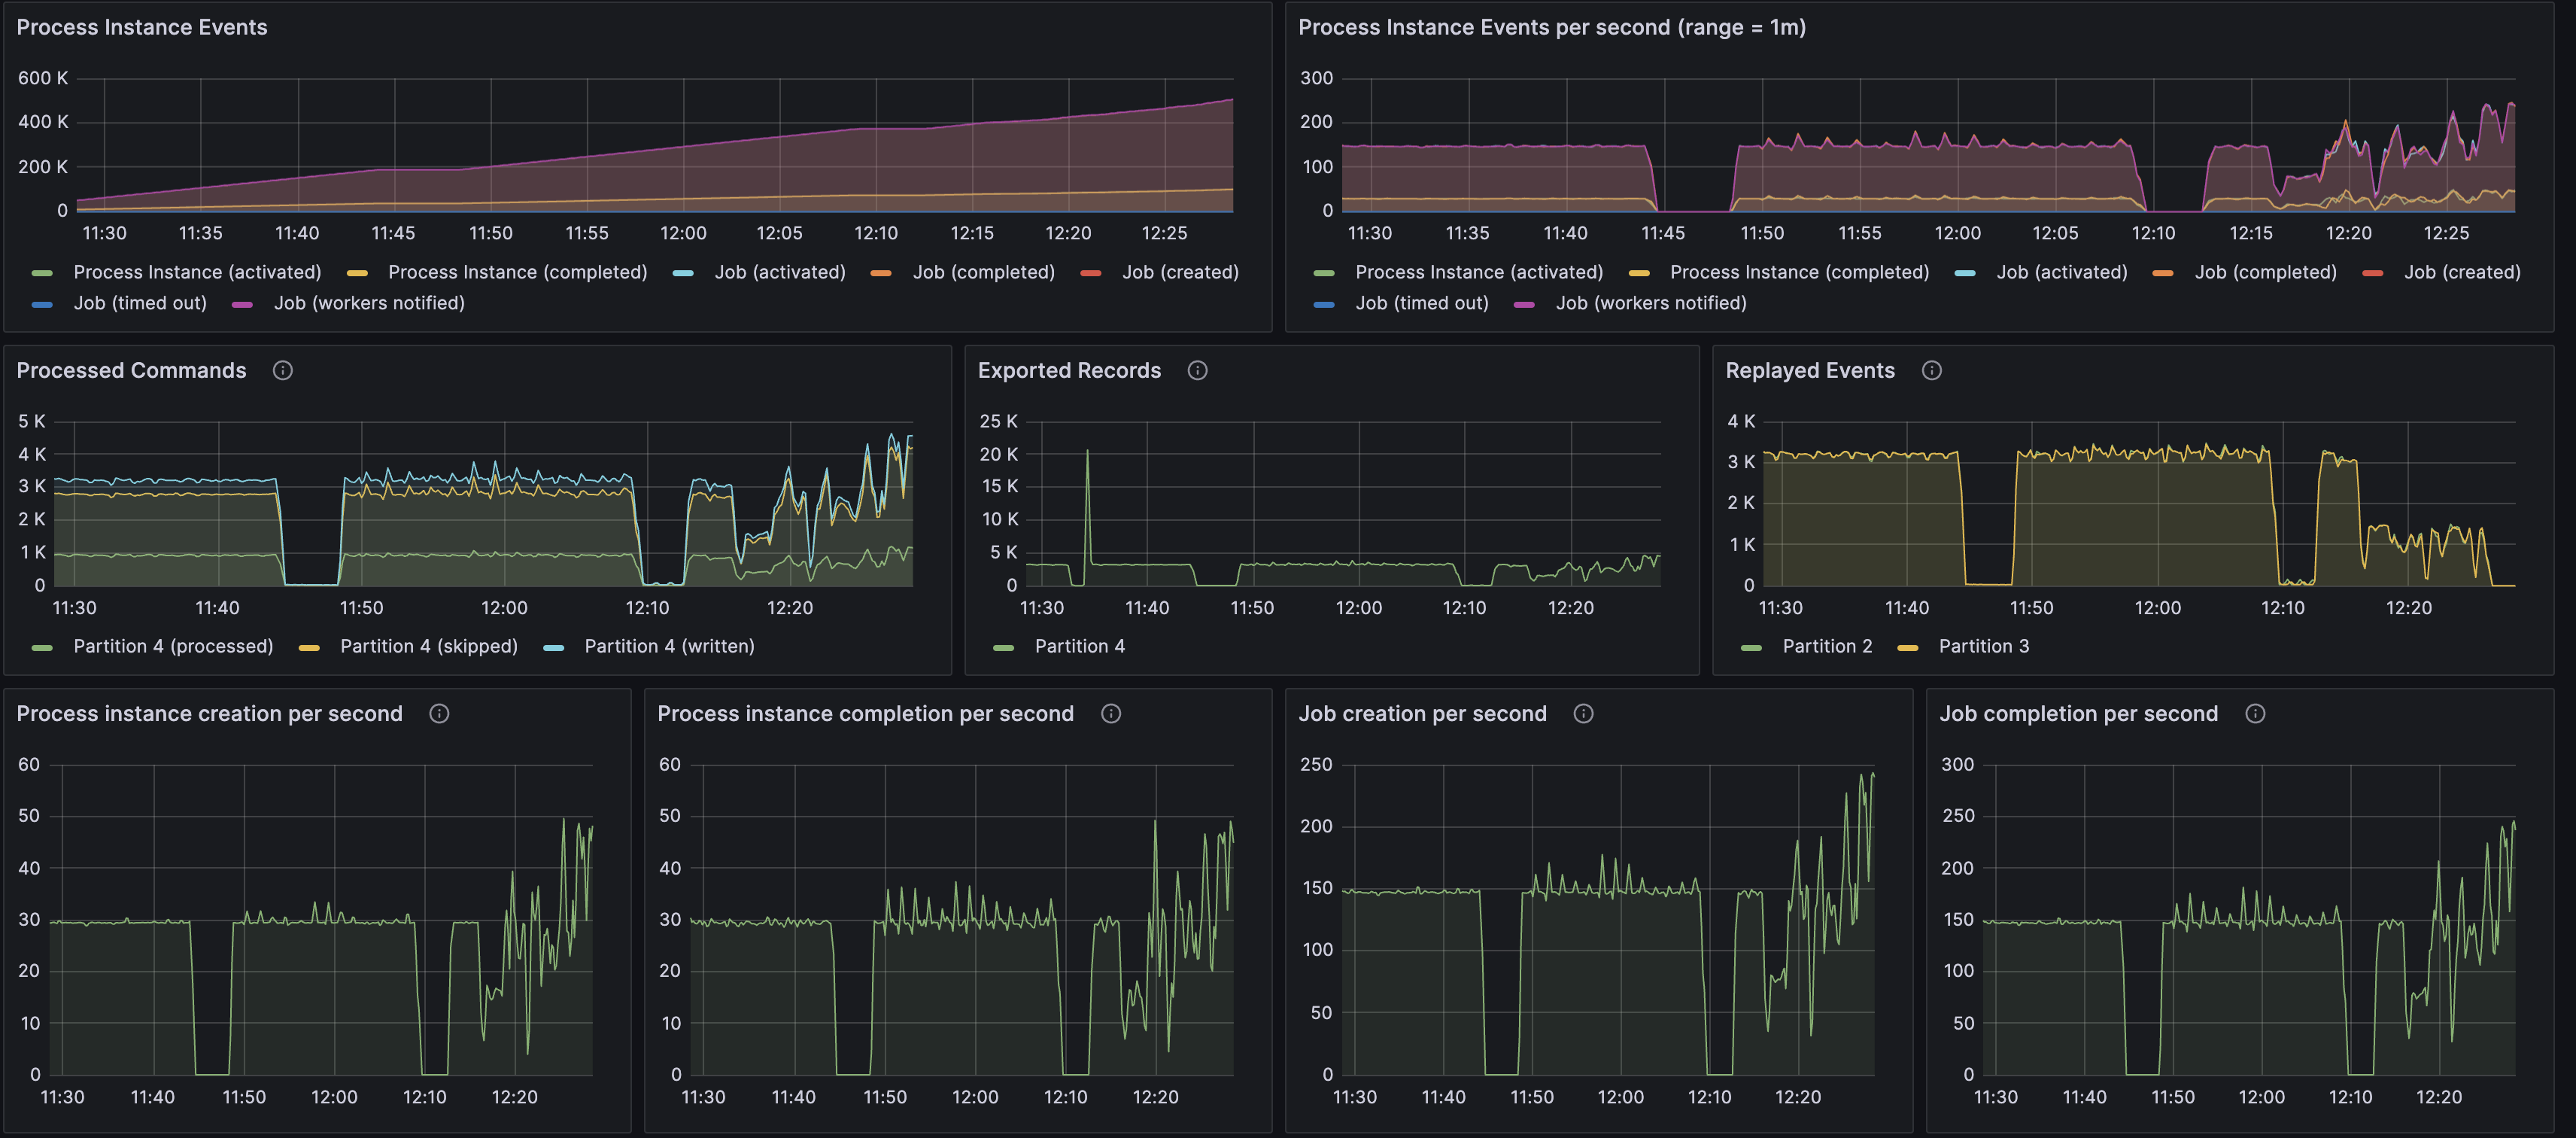 Process Instance Events
600 K
400 K
200 K
0
11:30 11:35 11:40 11:45 11:50 11:55 12:00 12:05 12:10 12:15 12:20 12:25
Process Instance (activated) Process Instance (completed) Job (activated) Job (completed) Job (created)
Job (timed out) Job (workers notified)
Process Instance Events per second (range = 1m)
300
200
100
0
11:30 11:35 11:40 11:45 11:50 11:55 12:00 12:05 12:10 12:15 12:20 12:25
Process Instance (activated) Process Instance (completed) Job (activated) Job (completed) Job (created)
Job (timed out) Job (workers notified)
Processed Commands
5 K
4 K
3 K
2 K
1 K
0
11:30 11:40 11:50 12:00 12:10 12:20
Partition 4 (processed) Partition 4 (skipped) Partition 4 (written)
Exported Records
25 K
20 K
15 K
10 K
5 K
0
11:30 11:40 11:50 12:00 12:10 12:20
Partition 4
Replayed Events
4 K
3 K
2 K
1 K
0
11:30 11:40 11:50 12:00 12:10 12:20
Partition 2 Partition 3
Process instance creation per second
60
50
40
30
20
10
0
11:30 11:40 11:50 12:00 12:10 12:20
Process instance completion per second
60
50
40
30
20
10
0
11:30 11:40 11:50 12:00 12:10 12:20
Job creation per second
250
200
150
100
50
0
11:30 11:40 11:50 12:00 12:10 12:20
Job completion per second
300
250
200
150
100
50
0
11:30 11:40 11:50 12:00 12:10 12:20